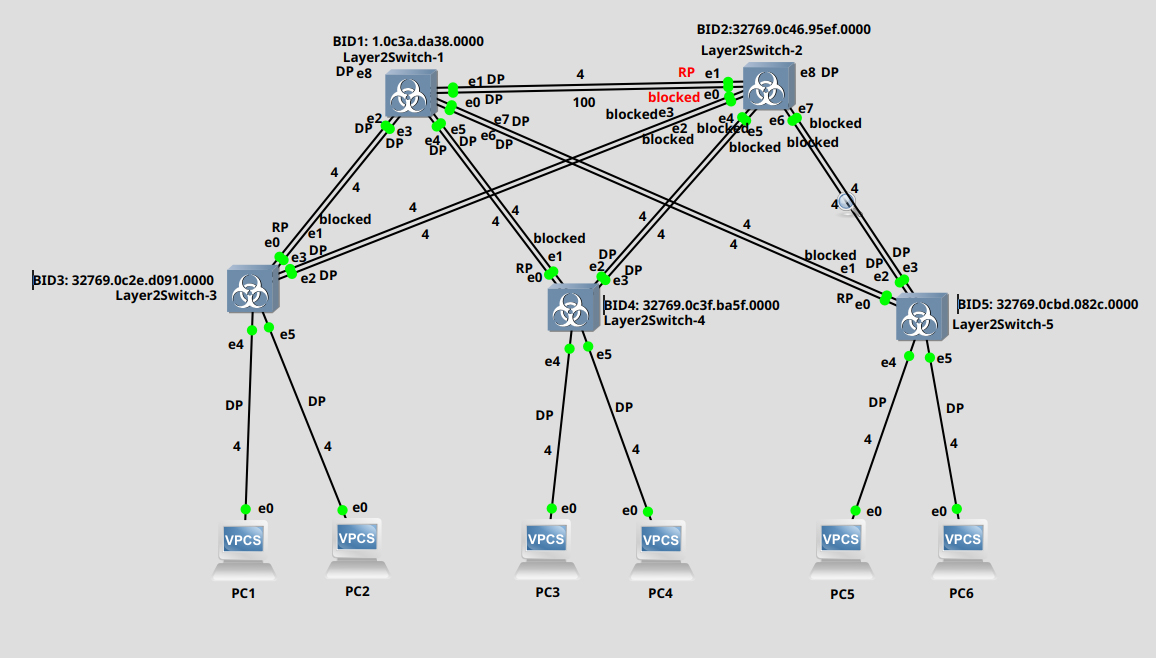 BID2:32769.0c46.95ef.0000
BID1: 1.0c3a.da38.0000
Layer2Switch-2
Layer2Switch-1
DP e8
e1 DP
4
RP
e1
e8 DP
e0 DP
100
blocked
e0
e7 DP
blocked
e3
e7
e2
DP
e3
DP
e5
DP
e4
DP
e6
DP
e2
blocked
e4
blocked
e5
blocked
e6
blocked
blocked
4
4
4
4
4
4
4
4
4
4
4
4
RP
e0
blocked
e1
e3
DP
e2 DP
blocked
e1
RP
e0
DP
e2
DP
e3
blocked
e1
RP
e0
DP
e2
DP
e3
BID3: 32769.0c2e.d091.0000
Layer2Switch-3
BID4: 32769.0c3f.ba5f.0000
Layer2Switch-4
BID5: 32769.0cbd.082c.0000
Layer2Switch-5
e4
e5
e4
e5
e4
e5
DP
DP
DP
DP
DP
DP
4
4
4
4
4
4
e0
e0
e0
e0
e0
e0
VPCS
VPCS
VPCS
VPCS
VPCS
VPCS
PC1
PC2
PC3
PC4
PC5
PC6